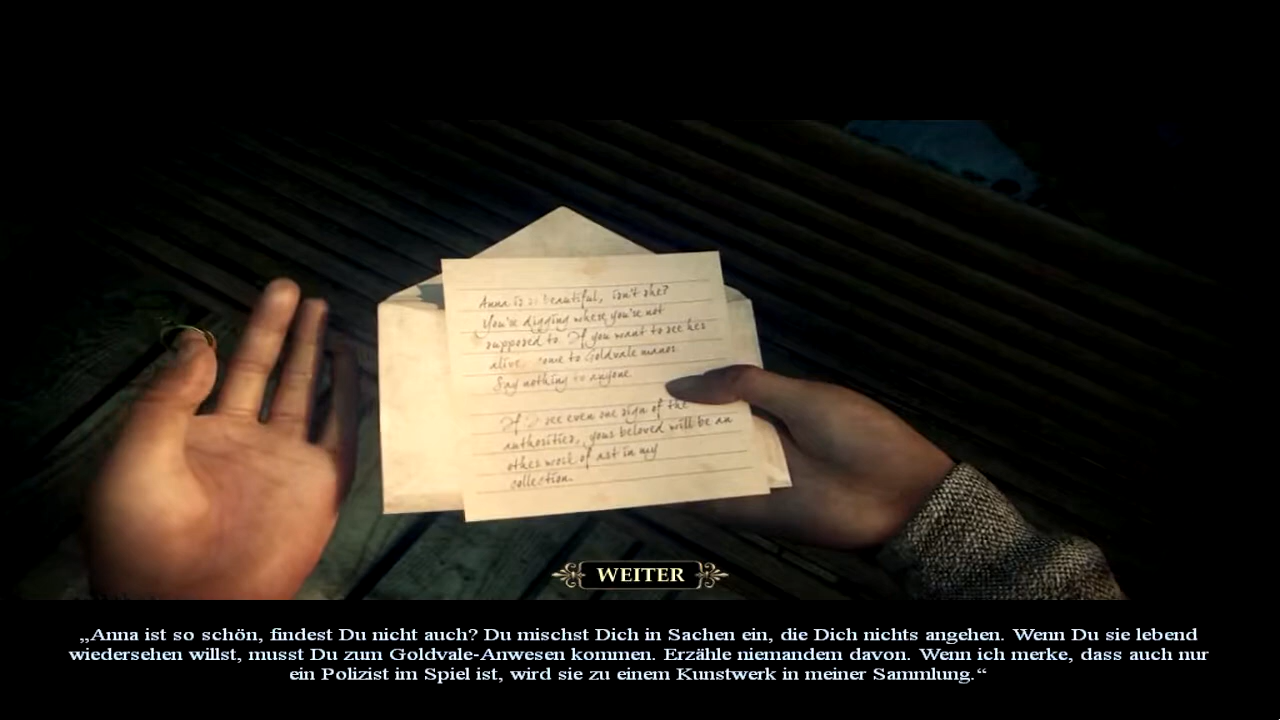 Anna is so beautiful, isn't she?
You're digging where you're not
supposed to. If you want to see her
alive, come to Goldvale manor.
Say nothing to anyone.
If I see even one sign of the
authorities, your beloved will be an
other work of art in my
collection.
WEITER
„Anna ist so schön, findest Du nicht auch? Du mischst Dich in Sachen ein, die Dich nichts angehen. Wenn Du sie lebend
wiedersehen willst, musst Du zum Goldvale-Anwesen kommen. Erzähle niemandem davon. Wenn ich merke, dass auch nur
ein Polizist im Spiel ist, wird sie zu einem Kunstwerk in meiner Sammlung.“